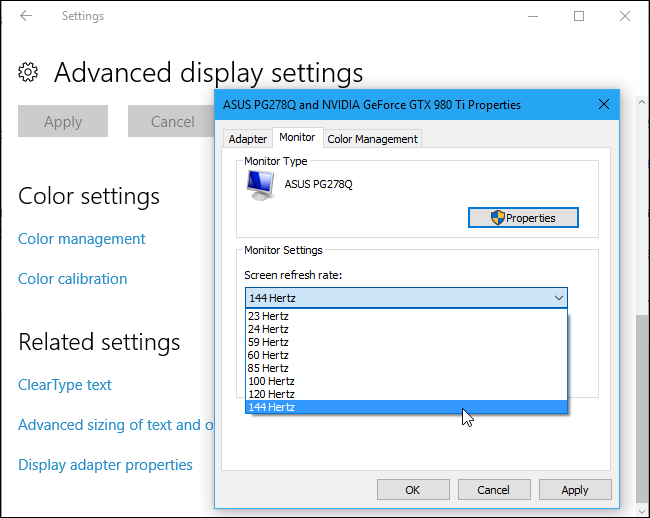 Settings
Advanced display settings
Apply
Cancel
Color settings
Color management
Color calibration
Related settings
ClearType text
Advanced sizing of text and o
Display adapter properties
ASUS PG278Q and NVIDIA GeForce GTX 980 Ti Properties
Adapter
Monitor
Color Management
Monitor Type
ASUS PG278Q
Properties
Monitor Settings
Screen refresh rate:
144 Hertz
23 Hertz
24 Hertz
59 Hertz
60 Hertz
85 Hertz
100 Hertz
120 Hertz
144 Hertz
OK
Cancel
Apply